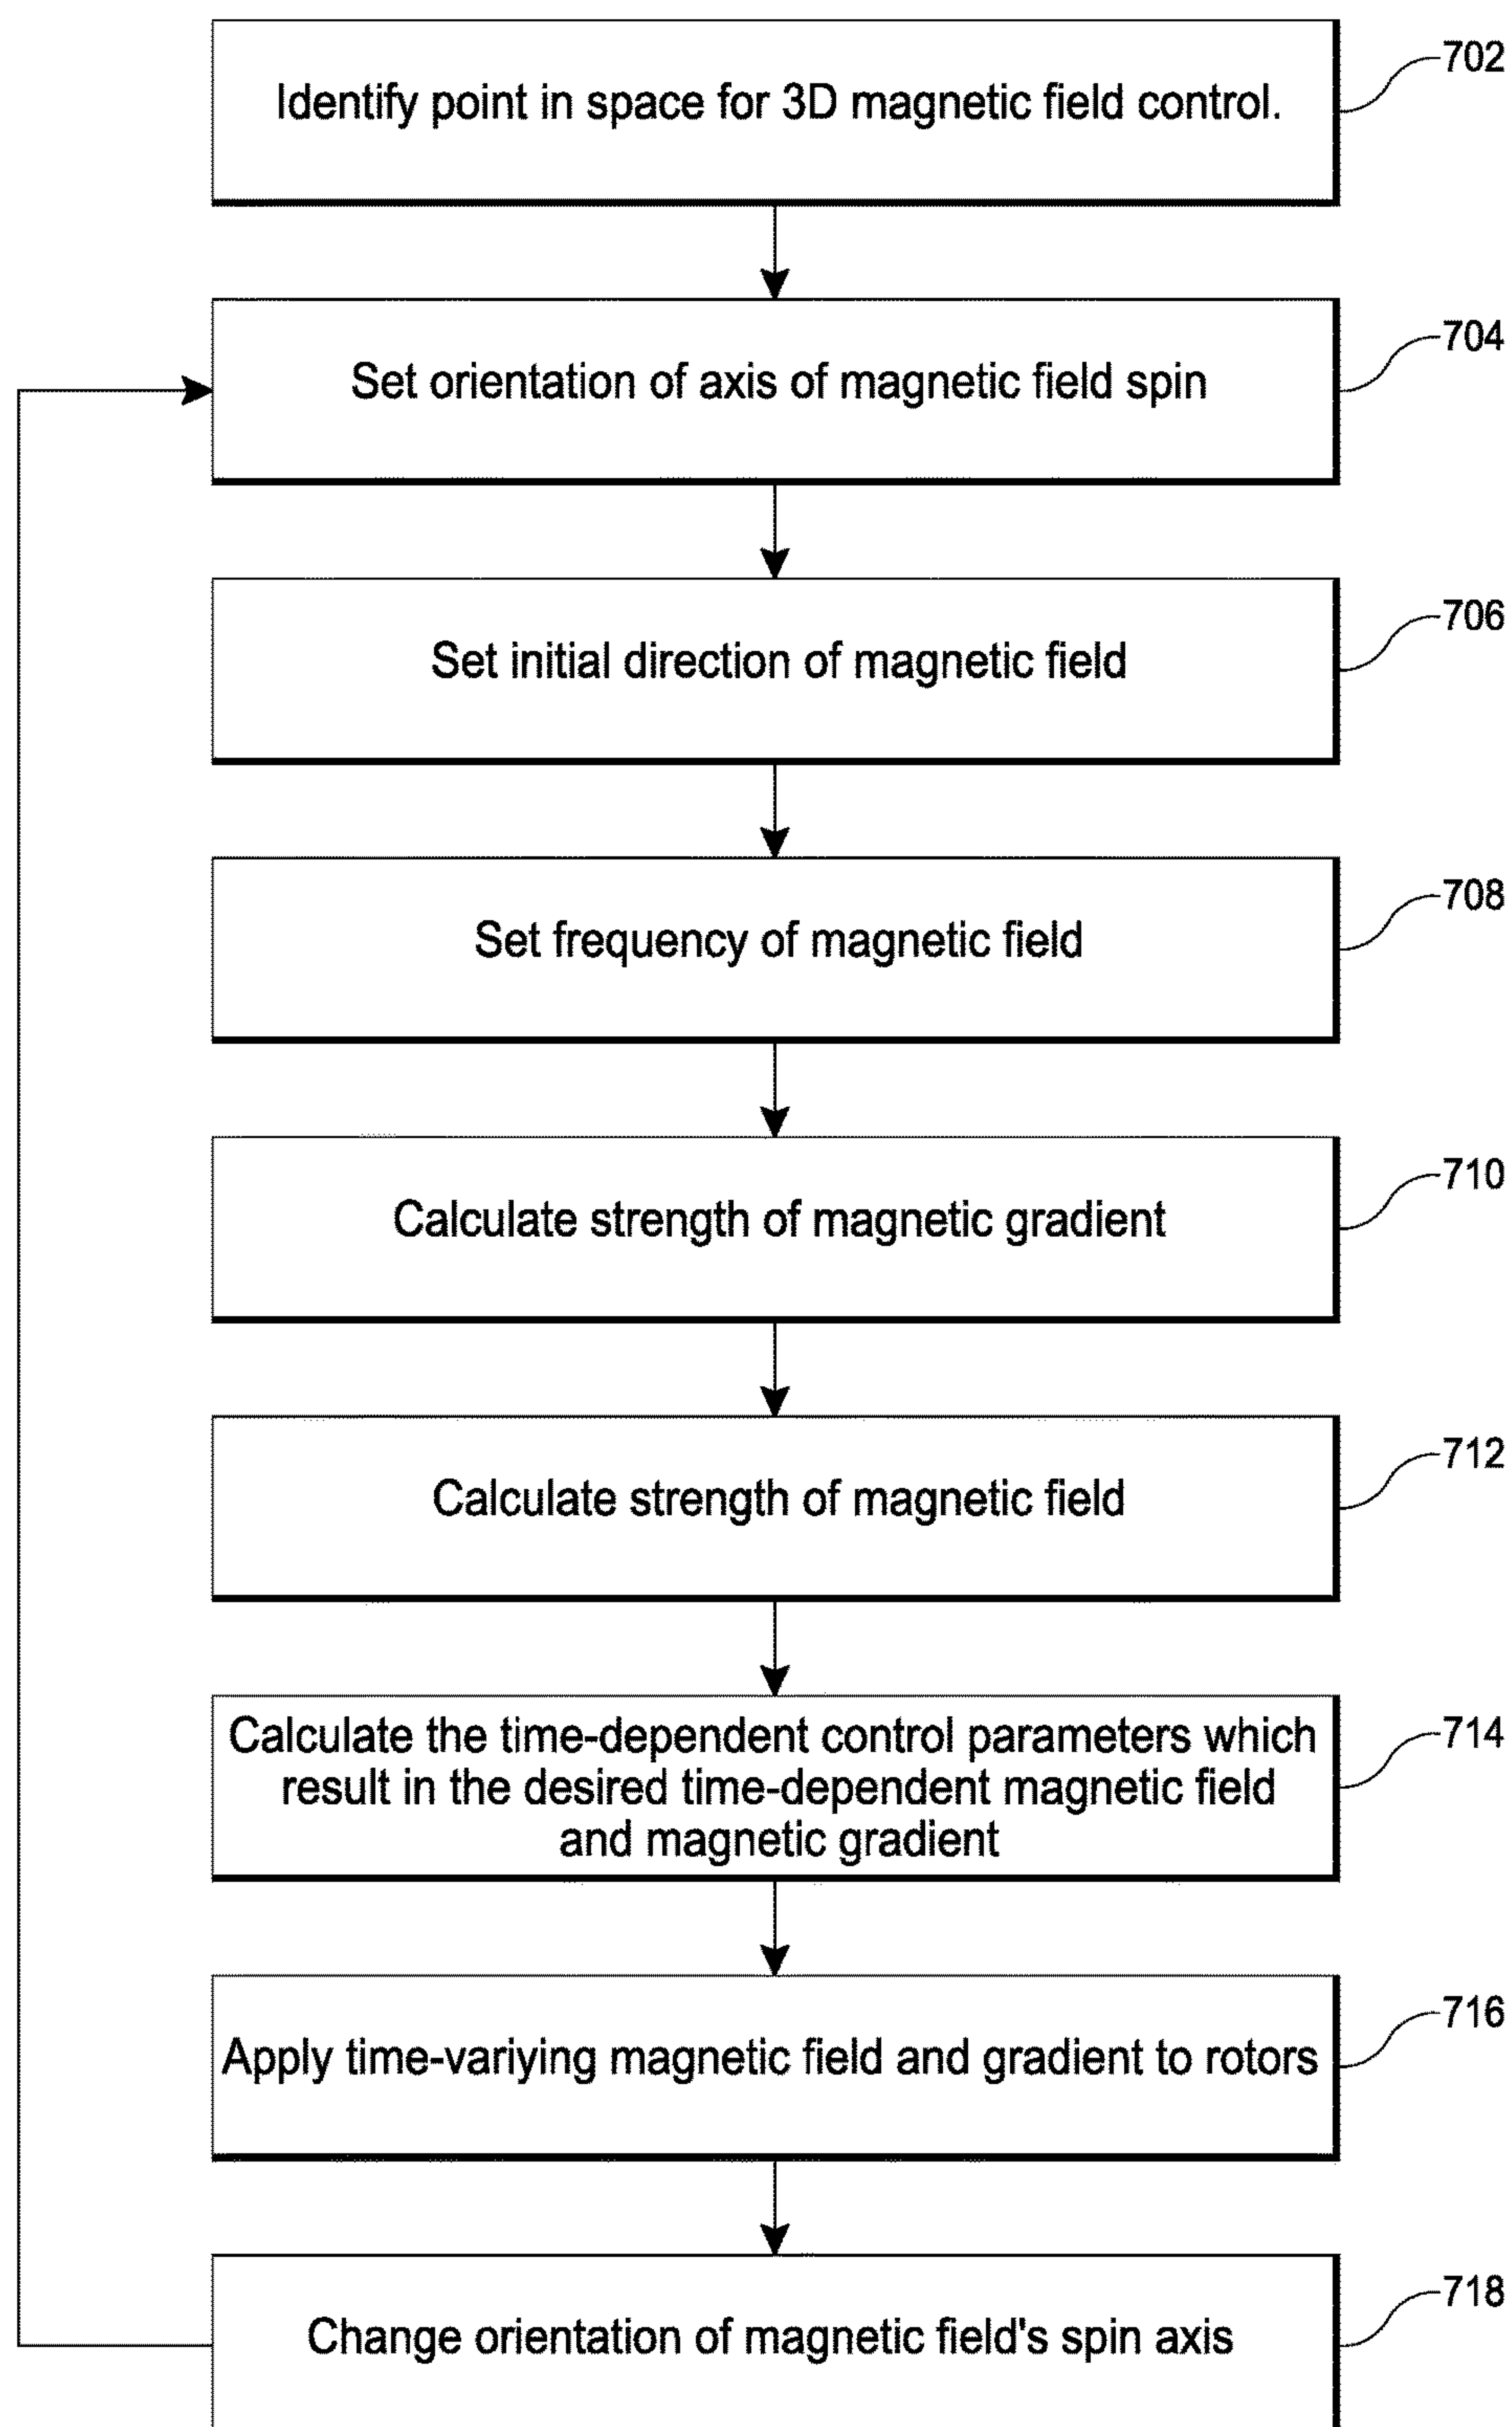 Identify point in space for 3D magnetic field control.
702
Set orientation of axis of magnetic field spin
704
Set initial direction of magnetic field
706
Set frequency of magnetic field
708
Calculate strength of magnetic gradient
710
Calculate strength of magnetic field
712
Calculate the time-dependent control parameters which
result in the desired time-dependent magnetic field
and magnetic gradient
714
Apply time-variying magnetic field and gradient to rotors
716
Change orientation of magnetic field's spin axis
718